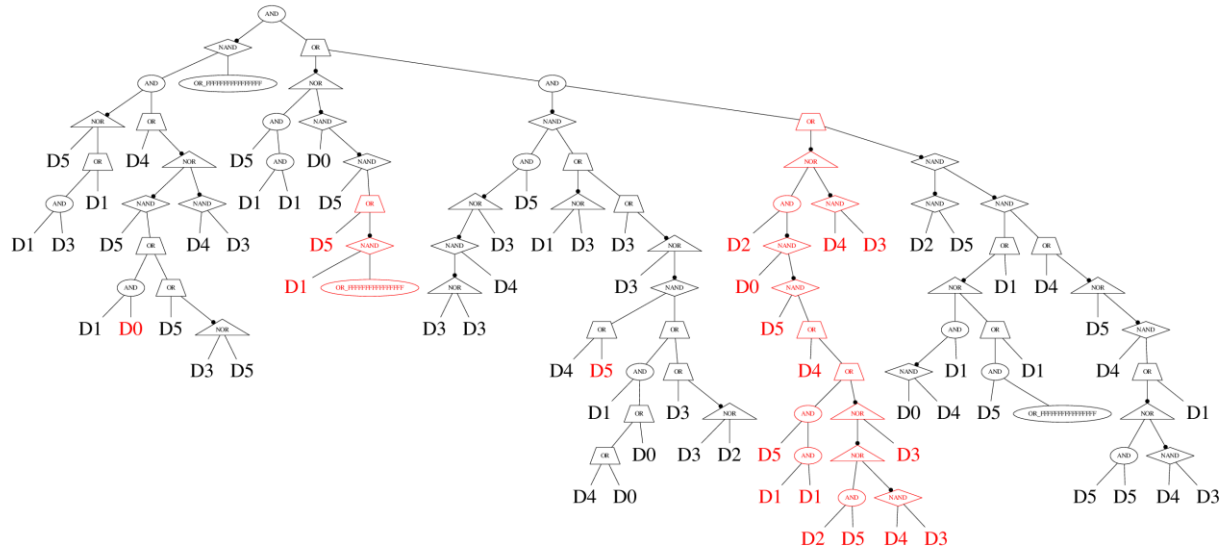 AND
NAND OR
AND OR_FFFFFFFFFFFFFFFF NOR AND
NOR OR AND NAND NAND OR
D5 OR D4 NOR D5 AND D0 NAND AND OR NOR NAND
AND D1 NAND NAND D1 D1 D5 OR NOR D5 NOR OR AND NAND NAND NAND
D1 D3 D5 OR D4 D3 D5 NAND NAND D3 D1 D3 D3 NOR D2 NAND D4 D3 D2 D5 OR OR
AND OR D1 OR_FFFFFFFFFFFFFFFF NOR D4 D3 NAND D0 NAND NOR D1 D4 NOR
D1 D0 D5 NOR D3 D3 OR OR D5 OR AND OR D5 NAND
D3 D5 D4 D5 AND OR D4 OR NAND D1 AND D1 D4 OR
D1 OR D3 NOR AND NOR D0 D4 D5 OR_FFFFFFFFFFFFFFFF NOR D1
OR D0 D3 D2 D5 AND NOR D3 AND NAND
D4 D0 D1 D1 AND NAND D5 D5 D4 D3
D2 D5 D4 D3